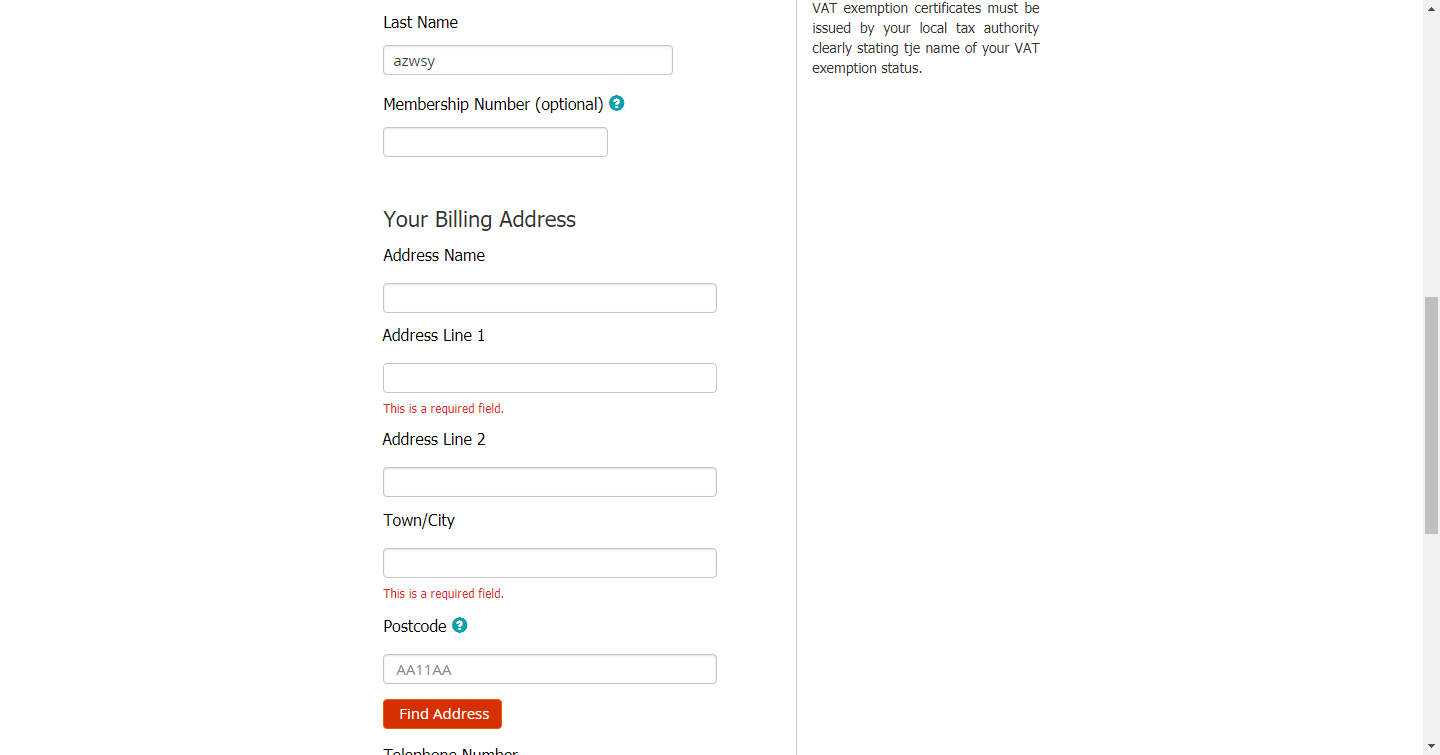 Last Name
azwsy
Membership Number (optional) ?
Your Billing Address
Address Name
Address Line 1
This is a required field.
Address Line 2
Town/City
This is a required field.
Postcode ?
AA11AA
Find Address
Telephone Number
VAT exemption certificates must be
issued by your local tax authority
clearly stating tje name of your VAT
exemption status.